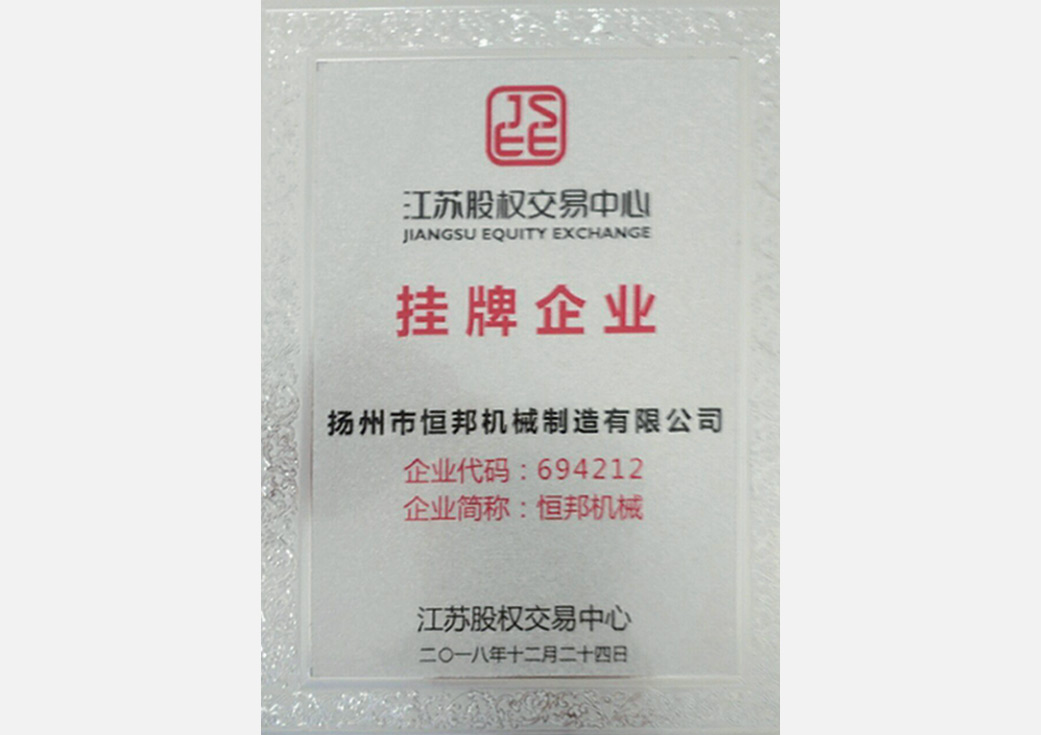 JS
EE
江苏股权交易中心
JIANGSU EQUITY EXCHANGE
挂牌企业
扬州市恒邦机械制造有限公司
企业代码：694212
企业简称：恒邦机械
江苏股权交易中心
二〇一八年十二月二十四日